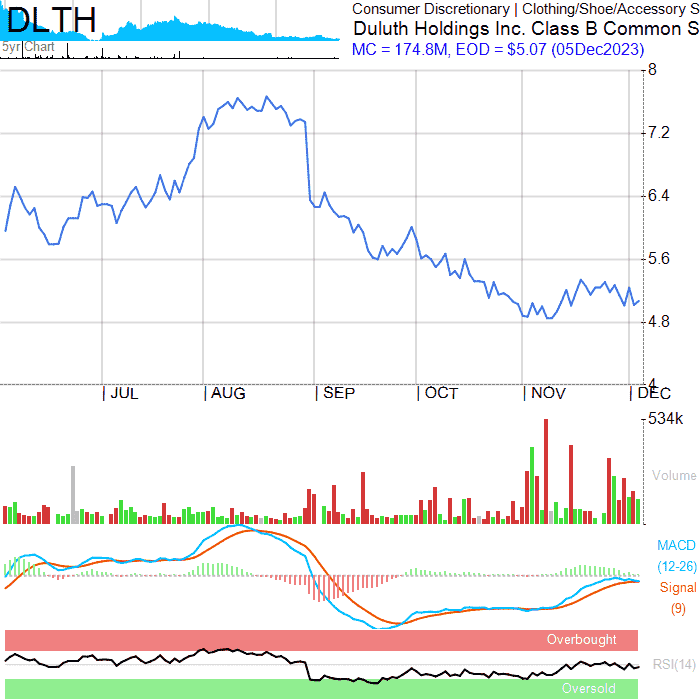 DLTH
5yr Chart
Consumer Discretionary | Clothing/Shoe/Accessory S
Duluth Holdings Inc. Class B Common S
MC = 174.8M, EOD = $5.07 (05Dec2023)
8
7.2
6.4
5.6
4.8
4
| JUL | AUG | SEP | OCT | NOV | DEC
534k
Volume
MACD
(12-26)
Signal
(9)
Overbought
RSI(14)
Oversold